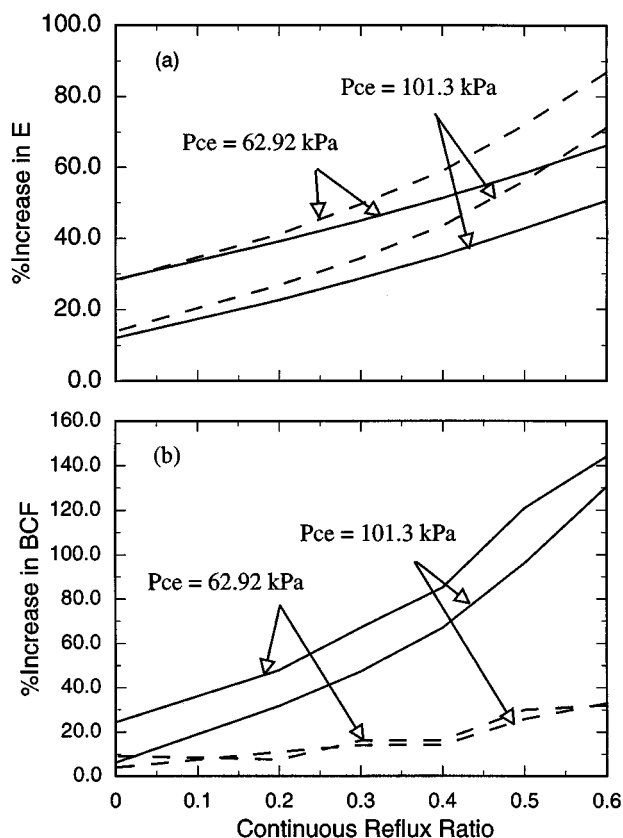 100.0
(a)
Pce = 101.3 kPa
80.0
Pce = 62.92 kPa
60.0
40.0
20.0
0.0
%Increase in E
160.0
(b)
140.0
120.0
Pce = 101.3 kPa
100.0
Pce = 62.92 kPa
80.0
60.0
40.0
20.0
0.0
%Increase in BCF
0 0.1 0.2 0.3 0.4 0.5 0.6
Continuous Reflux Ratio